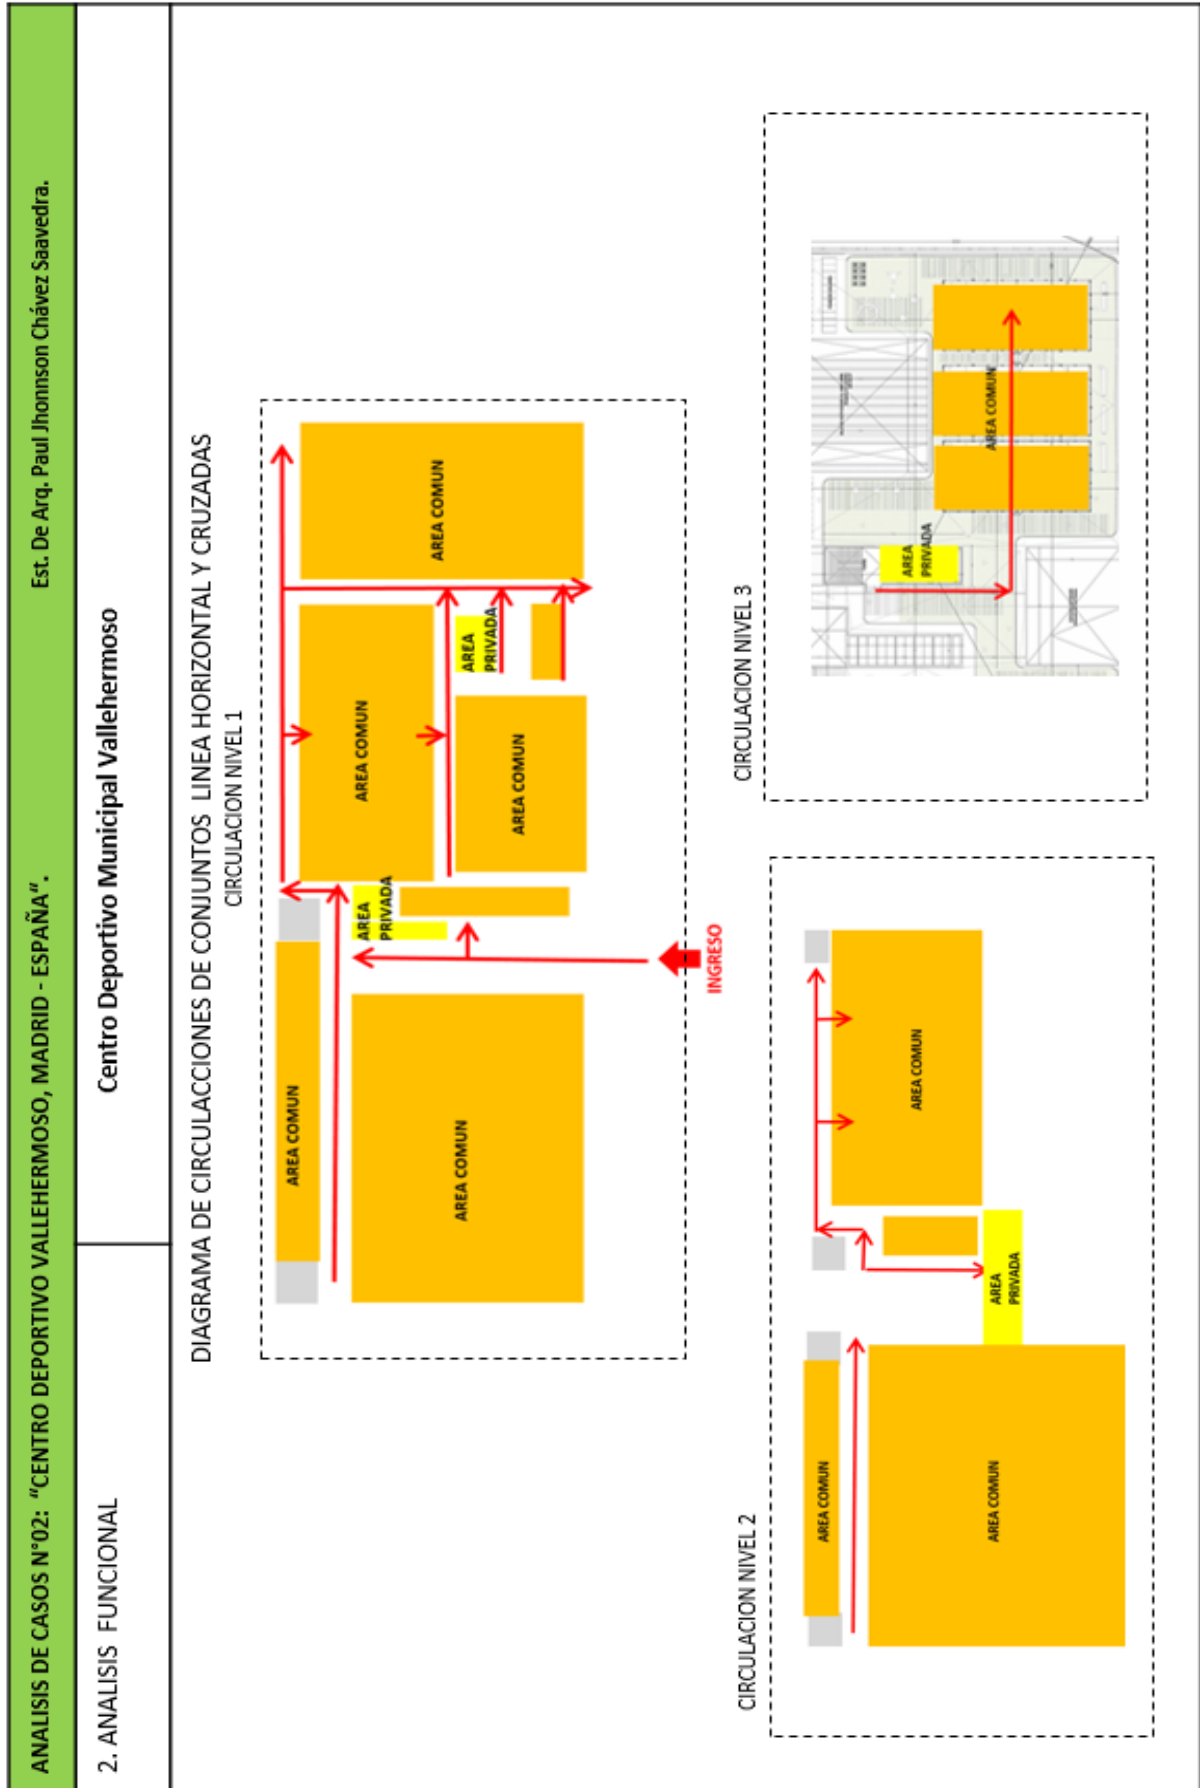 ANALISIS DE CASOS N°02: "CENTRO DEPORTIVO VALLEHERMOSO, MADRID - ESPAÑA".
Est. De Arq. Paul Jhonnson Chávez Saavedra.
2. ANALISIS FUNCIONAL
Centro Deportivo Municipal Vallehermoso
DIAGRAMA DE CIRCULACCIONES DE CONJUNTOS LINEA HORIZONTAL Y CRUZADAS
CIRCULACION NIVEL 1
AREA COMUN
AREA COMUN
AREA
PRIVADA
AREA COMUN
AREA COMUN
AREA
PRIVADA
AREA COMUN
INGRESO
CIRCULACION NIVEL 2
AREA COMUN
AREA COMUN
AREA
PRIVADA
AREA COMUN
CIRCULACION NIVEL 3
AREA
PRIVADA
AREA COMUN